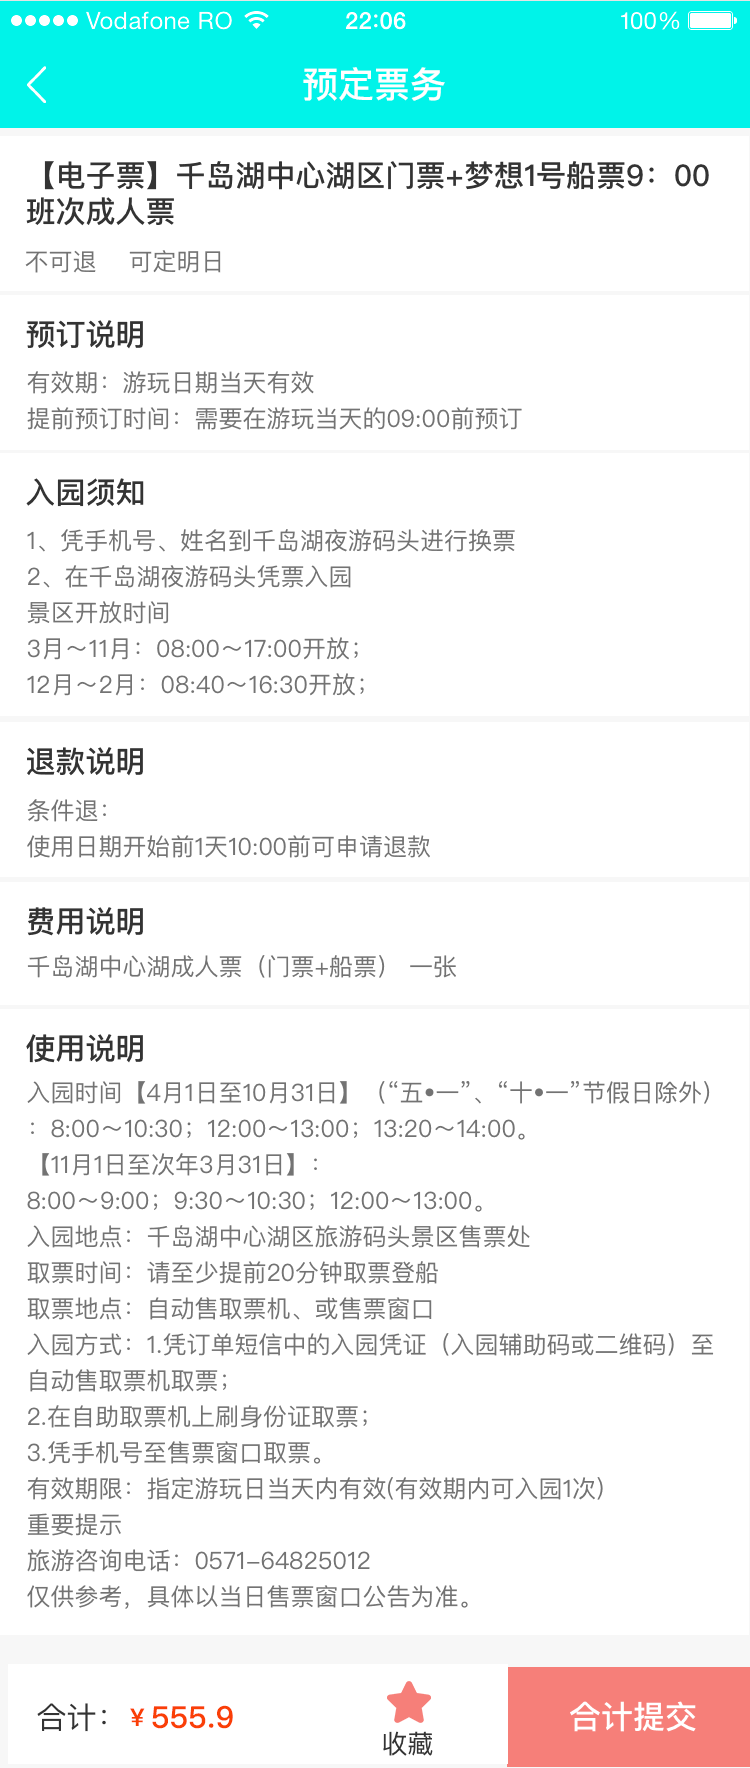 Vodafone RO 22:06 100%
预定票务
【电子票】千岛湖中心湖区门票+梦想1号船票9：00
班次成人票
不可退 可定明日
预订说明
有效期：游玩日期当天有效
提前预订时间：需要在游玩当天的09:00前预订
入园须知
1、凭手机号、姓名到千岛湖夜游码头进行换票
2、在千岛湖夜游码头凭票入园
景区开放时间
3月～11月：08:00～17:00开放；
12月～2月：08:40～16:30开放；
退款说明
条件退：
使用日期开始前1天10:00前可申请退款
费用说明
千岛湖中心湖成人票（门票+船票） 一张
使用说明
入园时间【4月1日至10月31日】（“五•一”、“十•一”节假日除外）
：8:00～10:30；12:00～13:00；13:20～14:00。
【11月1日至次年3月31日】：
8:00～9:00；9:30～10:30；12:00～13:00。
入园地点：千岛湖中心湖区旅游码头景区售票处
取票时间：请至少提前20分钟取票登船
取票地点：自动售取票机、或售票窗口
入园方式：1.凭订单短信中的入园凭证（入园辅助码或二维码）至
自动售取票机取票；
2.在自助取票机上刷身份证取票；
3.凭手机号至售票窗口取票。
有效期限：指定游玩日当天内有效(有效期内可入园1次)
重要提示
旅游咨询电话：0571-64825012
仅供参考，具体以当日售票窗口公告为准。
合计：¥555.9
收藏
合计提交